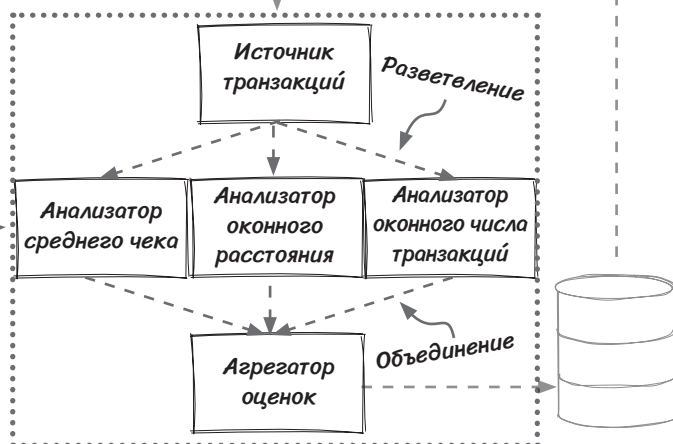 Источник
транзакций
Разветвление
Анализатор
среднего чека
Анализатор
оконного
расстояния
Анализатор
оконного числа
транзакций
Объединение
Агрегатор
оценок